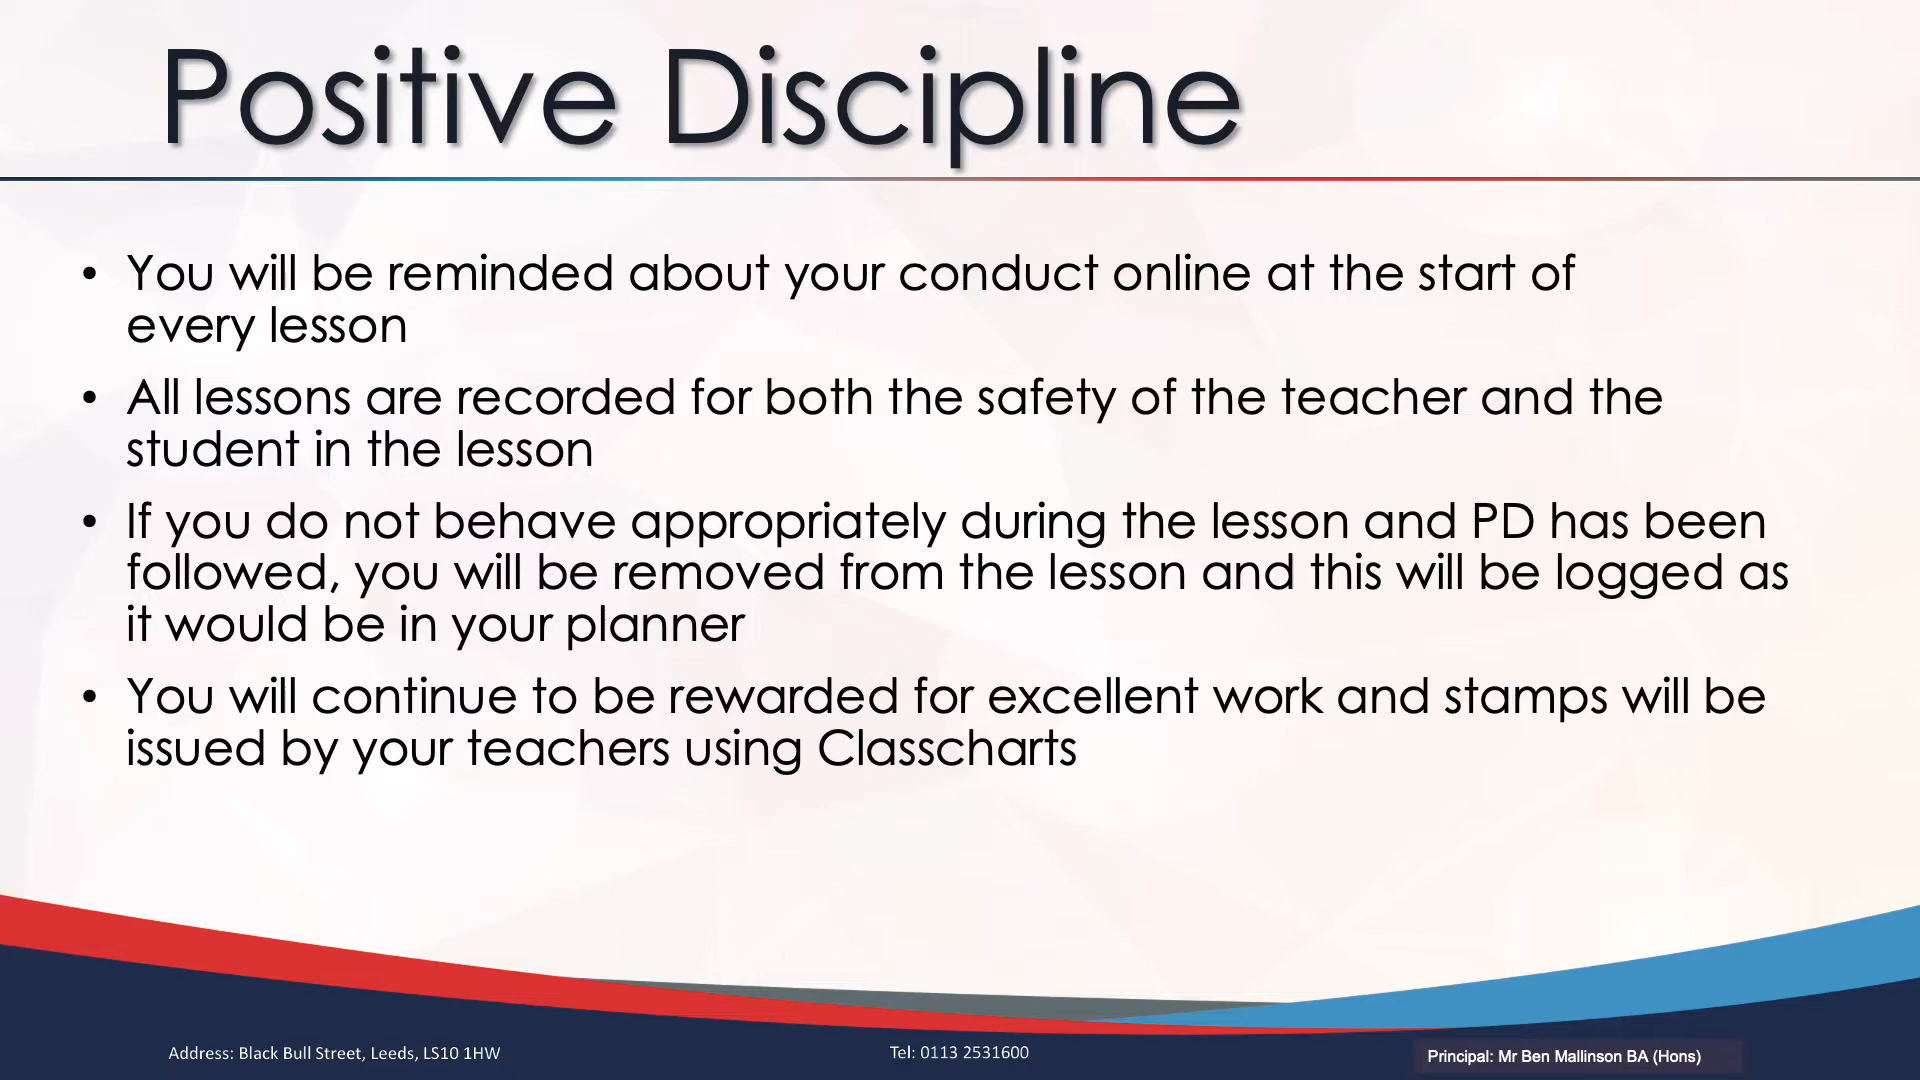 Positive Discipline
• You will be reminded about your conduct online at the start of
every lesson
• All lessons are recorded for both the safety of the teacher and the
student in the lesson
• If you do not behave appropriately during the lesson and PD has been
followed, you will be removed from the lesson and this will be logged as
it would be in your planner
• You will continue to be rewarded for excellent work and stamps will be
issued by your teachers using Classcharts
Address: Black Bull Street, Leeds, LS10 1HW
Tel: 0113 2531600
Principal: Mr Ben Mallinson BA (Hons)